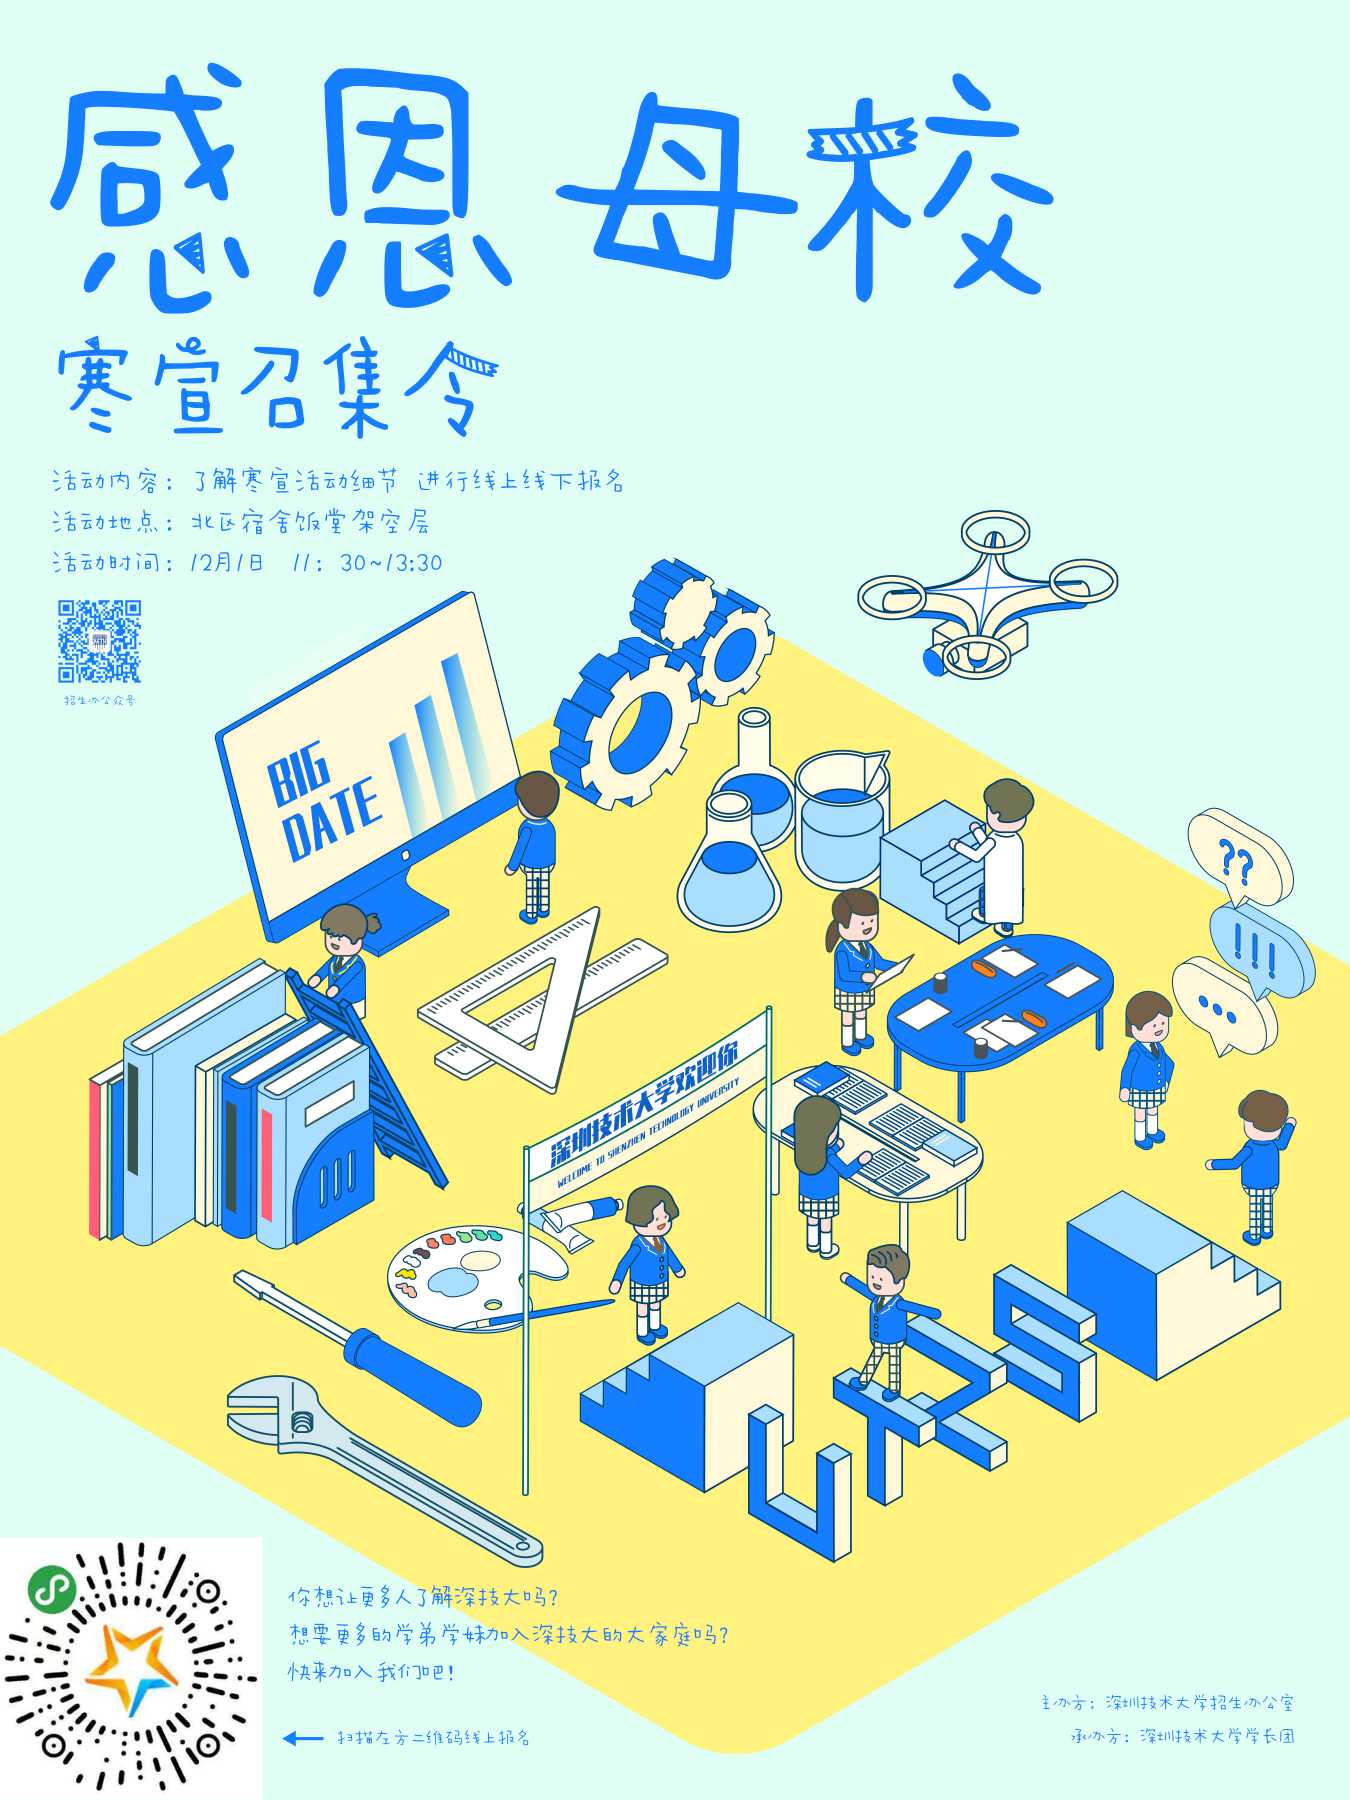 感恩母校
寒宣召集令
活动内容：了解寒宣活动细节 进行线上线下报名
活动地点：北区宿舍饭堂架空层
活动时间：12月1日 11：30~13:30
招生办公众号
BIG
DATE
??
!!!
...
深圳技术大学欢迎你
WELCOME TO SHENZHEN TECHNOLOGY UNIVERSITY
UTS
你想让更多人了解深技大吗？
想要更多的学弟学妹加入深技大的大家庭吗？
快来加入我们吧！
扫描左方二维码线上报名
主办方：深圳技术大学招生办公室
承办方：深圳技术大学学长团